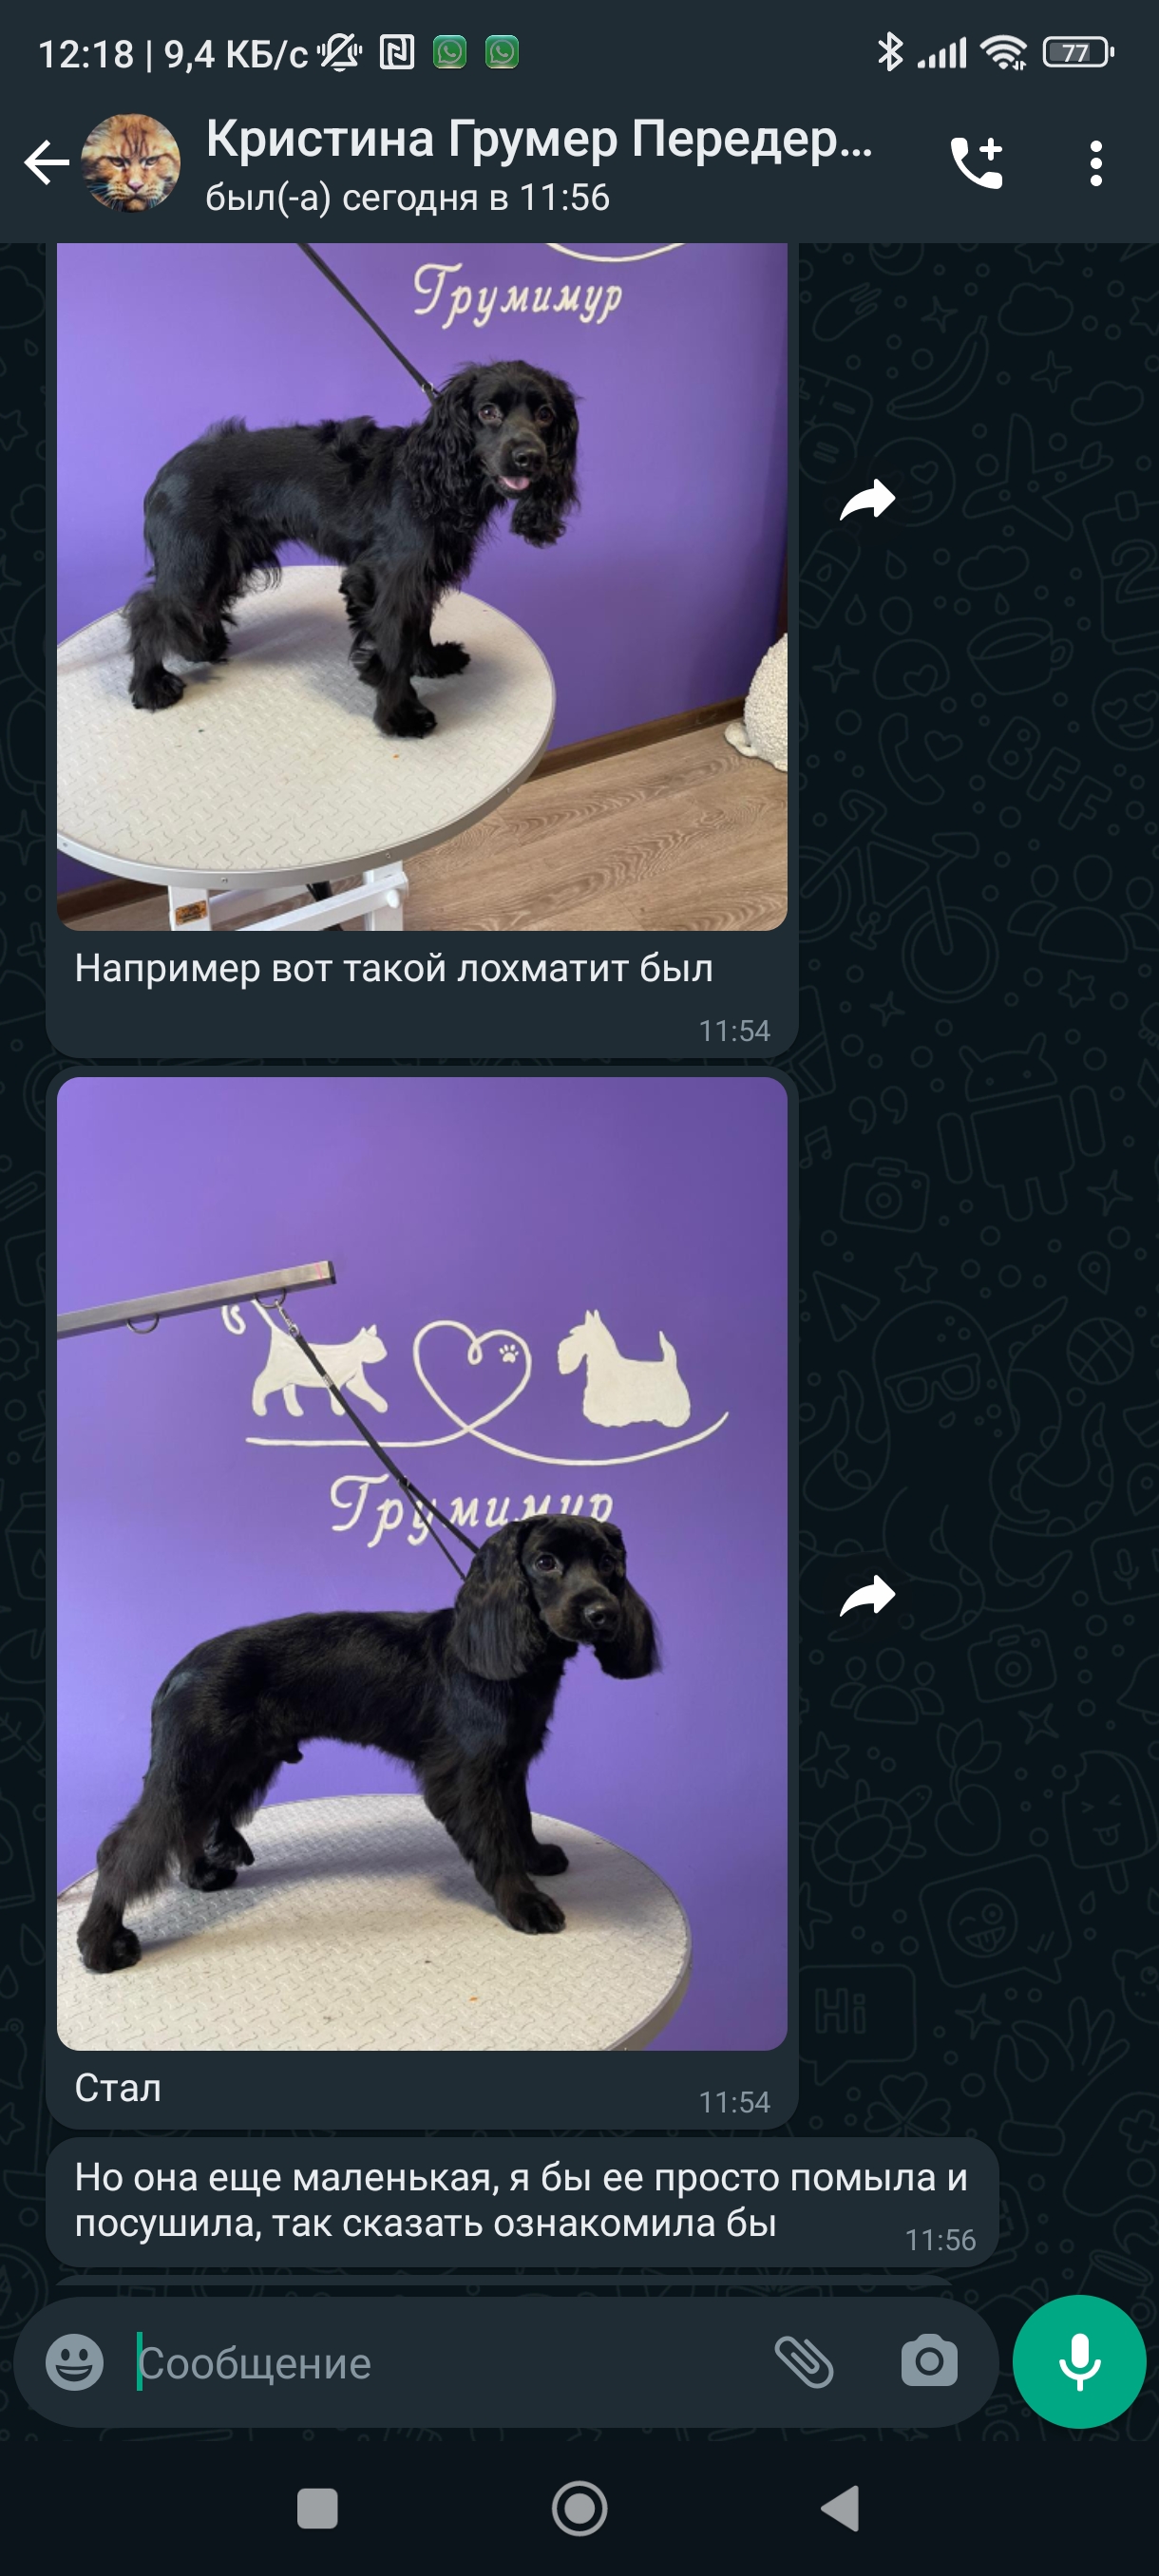 12:18 | 9,4 КБ/с
77
Кристина Грумер Передер...
был(-а) сегодня в 11:56
Грумимур
Например вот такой лохматит был
11:54
Грумимур
Стал
11:54
Но она еще маленькая, я бы ее просто помыла и
посушила, так сказать ознакомила бы
11:56
Сообщение